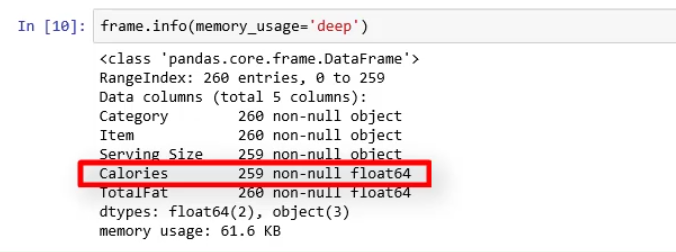 In [10]: frame.info(memory_usage='deep')
<class 'pandas.core.frame.DataFrame'>
RangeIndex: 260 entries, 0 to 259
Data columns (total 5 columns):
Category 260 non-null object
Item 260 non-null object
Serving Size 259 non-null object
Calories 259 non-null float64
TotalFat 260 non-null float64
dtypes: float64(2), object(3)
memory usage: 61.6 KB